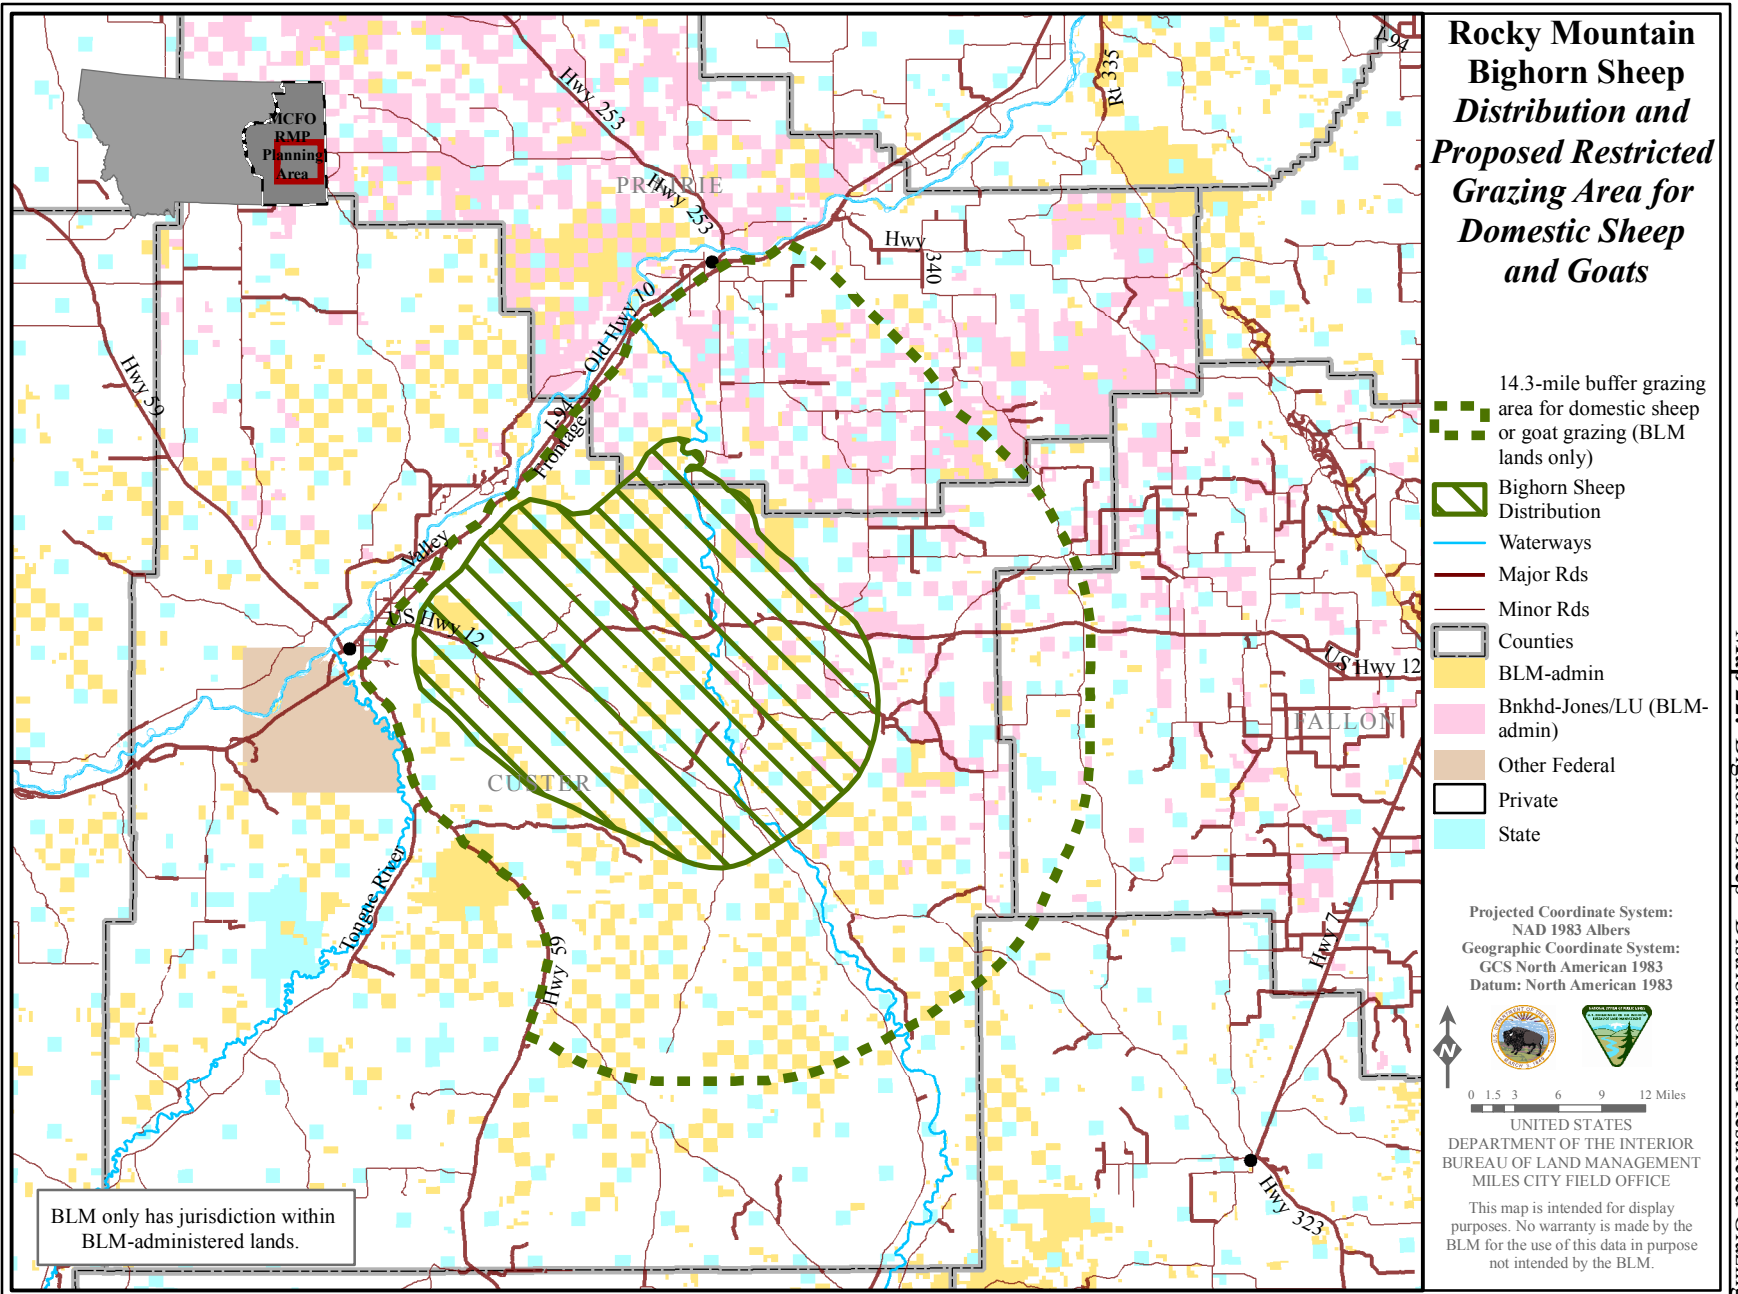 Rocky Mountain
Bighorn Sheep
Distribution and
Proposed Restricted
Grazing Area for
Domestic Sheep
and Goats
14.3-mile buffer grazing
area for domestic sheep
or goat grazing (BLM
lands only)
Bighorn Sheep
Distribution
Waterways
Major Rds
Minor Rds
Counties
BLM-admin
Bnkhd-Jones/LU (BLM-
admin)
Other Federal
Private
State
Projected Coordinate System:
NAD 1983 Albers
Geographic Coordinate System:
GCS North American 1983
Datum: North American 1983
N
0 1.5 3 6 9 12 Miles
UNITED STATES
DEPARTMENT OF THE INTERIOR
BUREAU OF LAND MANAGEMENT
MILES CITY FIELD OFFICE
This map is intended for display
purposes. No warranty is made by the
BLM for the use of this data in purpose
not intended by the BLM.
MCFO
RMP
Planning
Area
Hwy 253
Rt 335
I-94
PRAIRIE
Hwy 253
Hwy
340
Old Hwy 10
Hwy 59
I-94
Frontage
Valley
US Hwy 12
US Hwy 12
FALLON
CUSTER
Tongue River
Hwy 59
Hwy 7
Hwy 323
BLM only has jurisdiction within
BLM-administered lands.